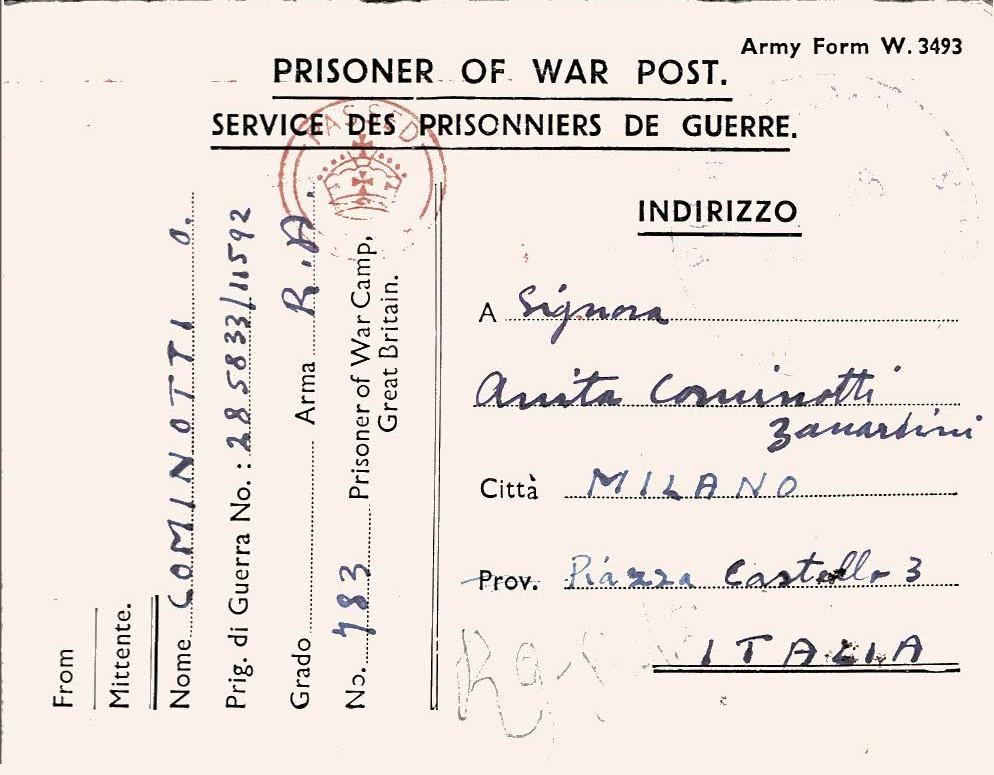 Army Form W. 3493
PRISONER OF WAR POST.
SERVICE DES PRISONNIERS DE GUERRE.
PASSED
From
Mittente.
Nome COMINOTTI O.
Prig. di Guerra No. : 285833/11592
Grado Arma R.A.
No. 783 Prisoner of War Camp,
Great Britain.
INDIRIZZO
A Signora
Anita Cominotti
Zanardini
Città MILANO
Prov. Piazza Castello 3
ITALIA